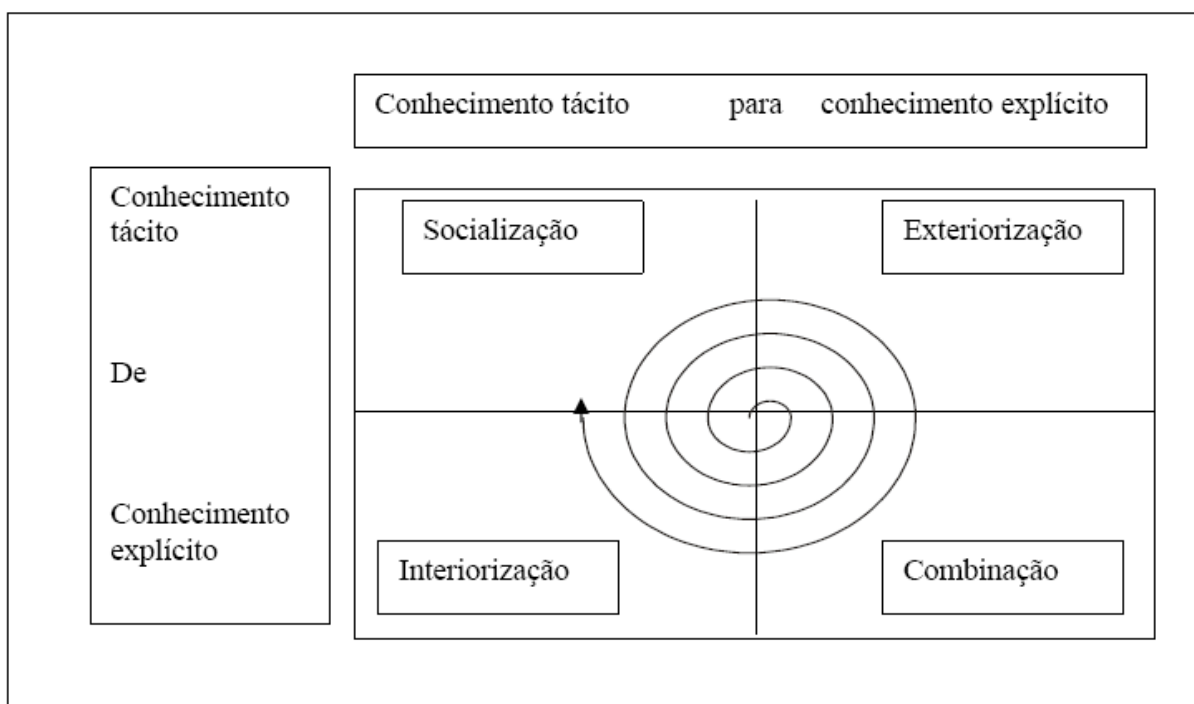 Conhecimento tácito para conhecimento explícito
Conhecimento
tácito
De
Conhecimento
explícito
Socialização
Exteriorização
Interiorização
Combinação